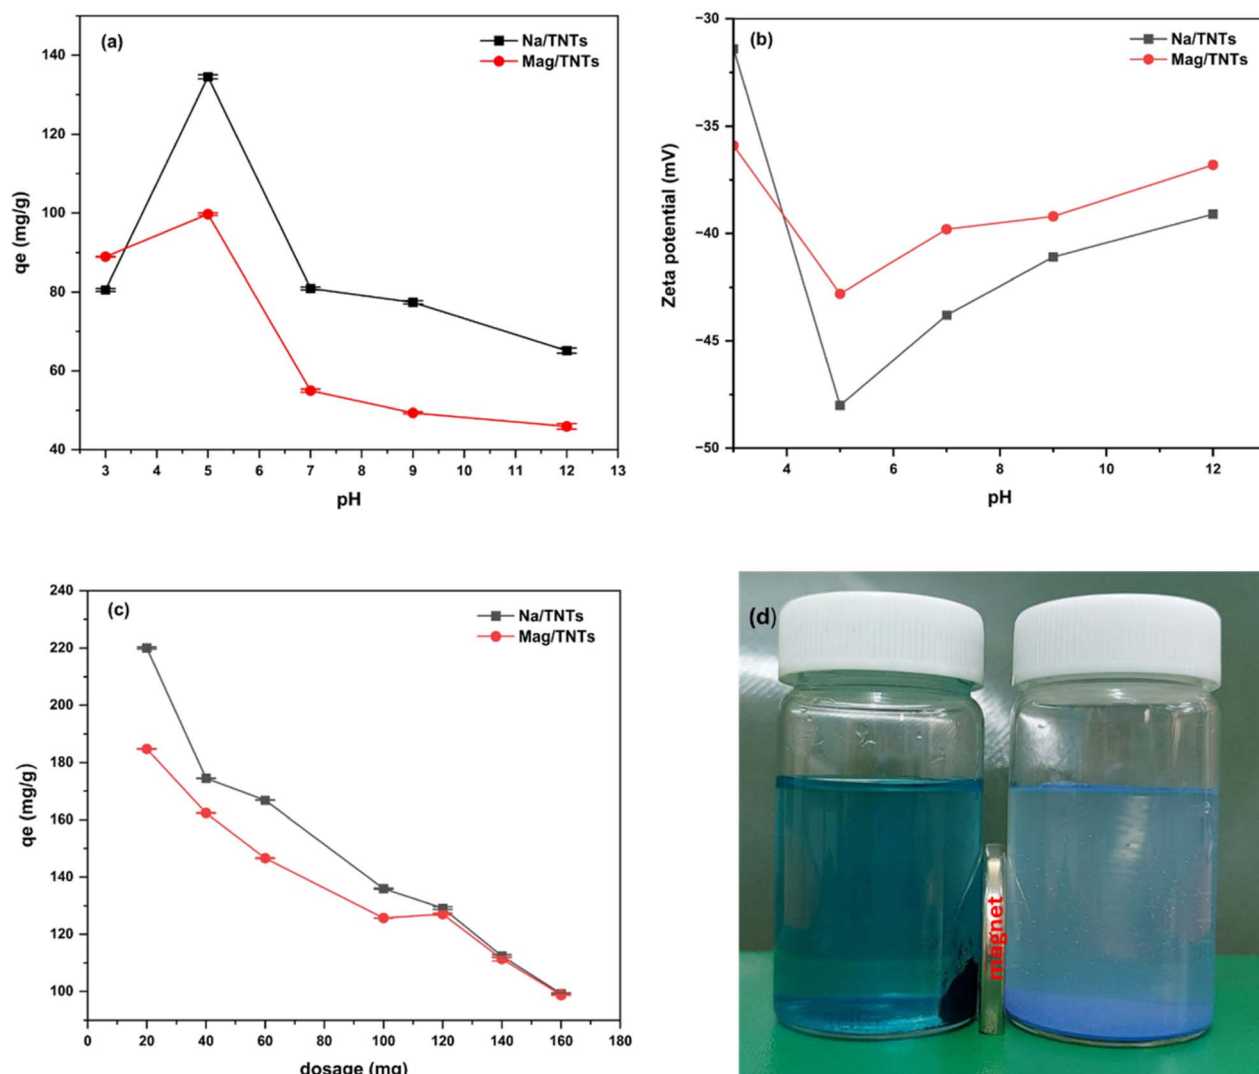 (a)
Na/TNTs
Mag/TNTs
140
120
100
80
60
40
qe (mg/g)
3 4 5 6 7 8 9 10 11 12 13
pH
(b)
Na/TNTs
Mag/TNTs
−30
−35
−40
−45
−50
Zeta potential (mV)
4 6 8 10 12
pH
(c)
Na/TNTs
Mag/TNTs
240
220
200
180
160
140
120
100
qe (mg/g)
0 20 40 60 80 100 120 140 160 180
dosage (mg)
(d)
magnet